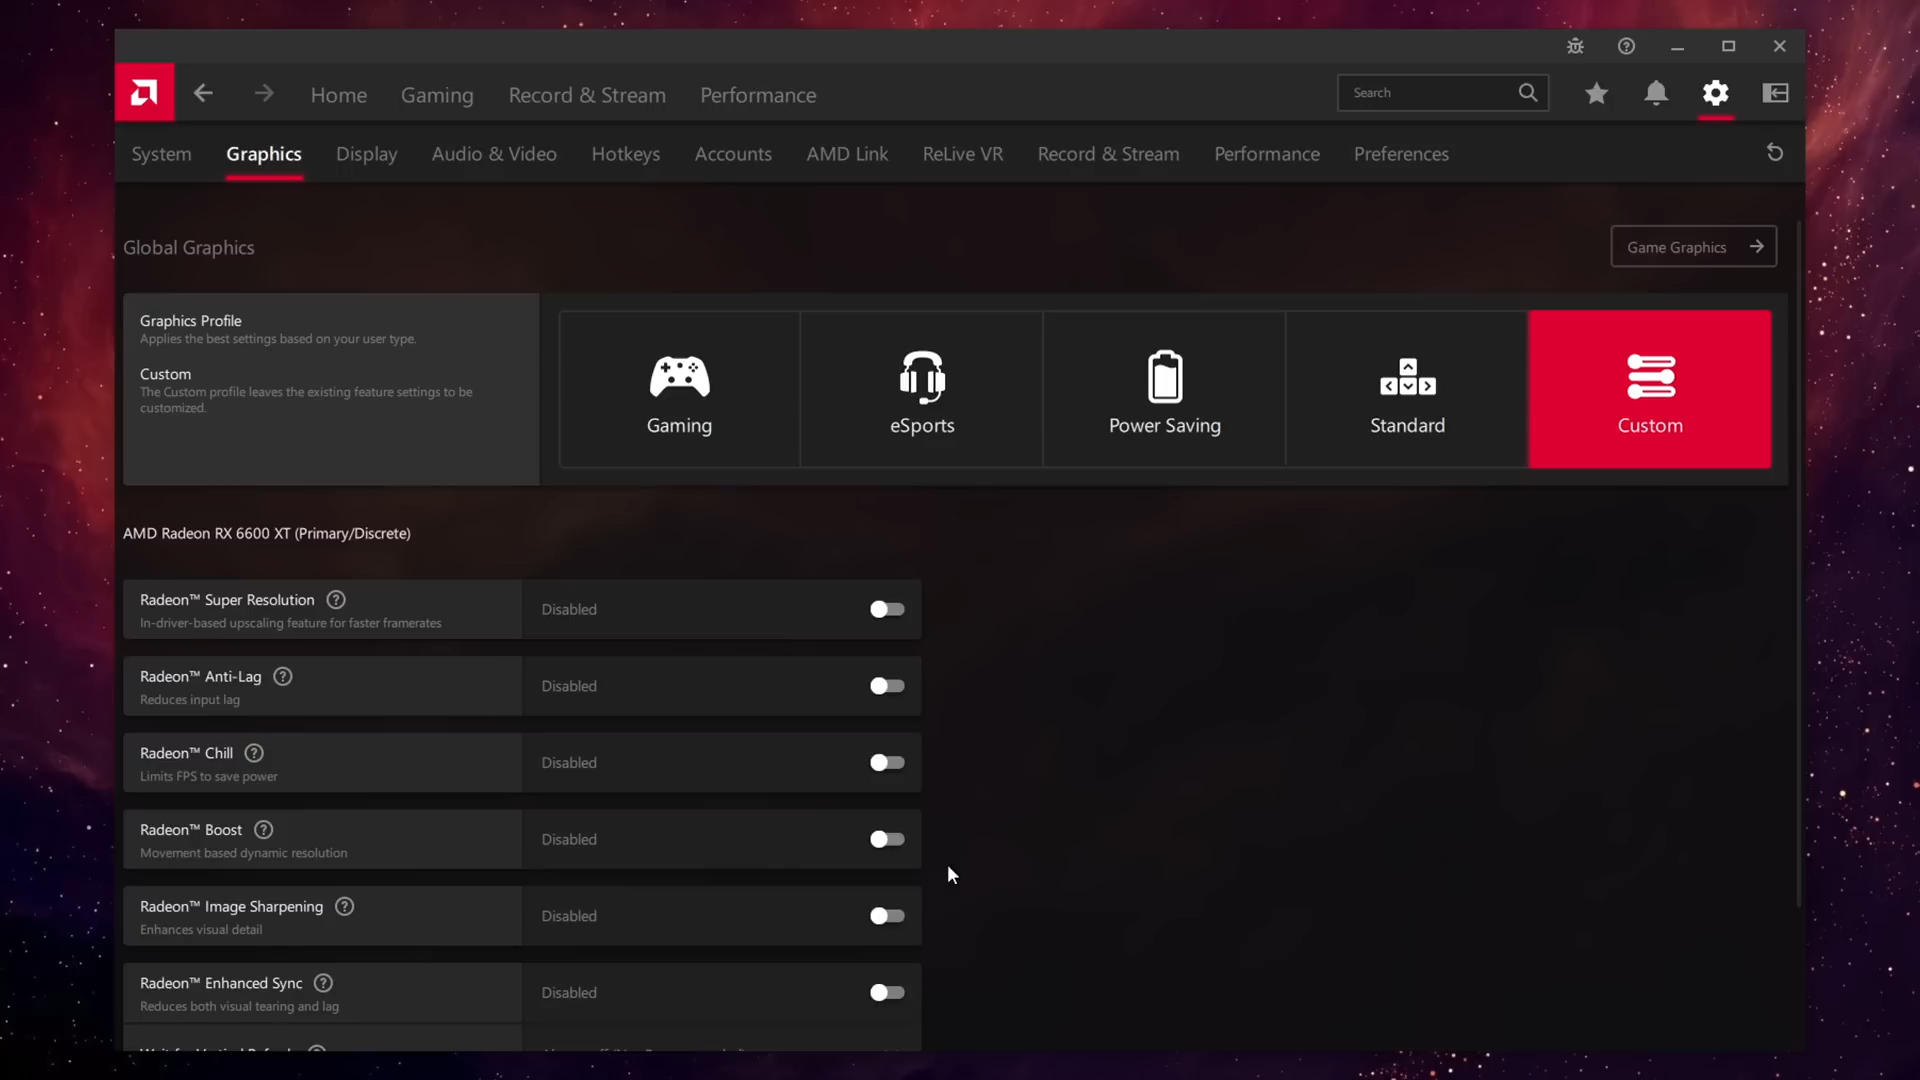 Home Gaming Record & Stream Performance Search
System Graphics Display Audio & Video Hotkeys Accounts AMD Link ReLive VR Record & Stream Performance Preferences
Global Graphics Game Graphics
Graphics Profile
Applies the best settings based on your user type.
Custom
The Custom profile leaves the existing feature settings to be
customized.
Gaming eSports Power Saving Standard Custom
AMD Radeon RX 6600 XT (Primary/Discrete)
Radeon™ Super Resolution
In-driver-based upscaling feature for faster framerates
Disabled
Radeon™ Anti-Lag
Reduces input lag
Disabled
Radeon™ Chill
Limits FPS to save power
Disabled
Radeon™ Boost
Movement based dynamic resolution
Disabled
Radeon™ Image Sharpening
Enhances visual detail
Disabled
Radeon™ Enhanced Sync
Reduces both visual tearing and lag
Disabled